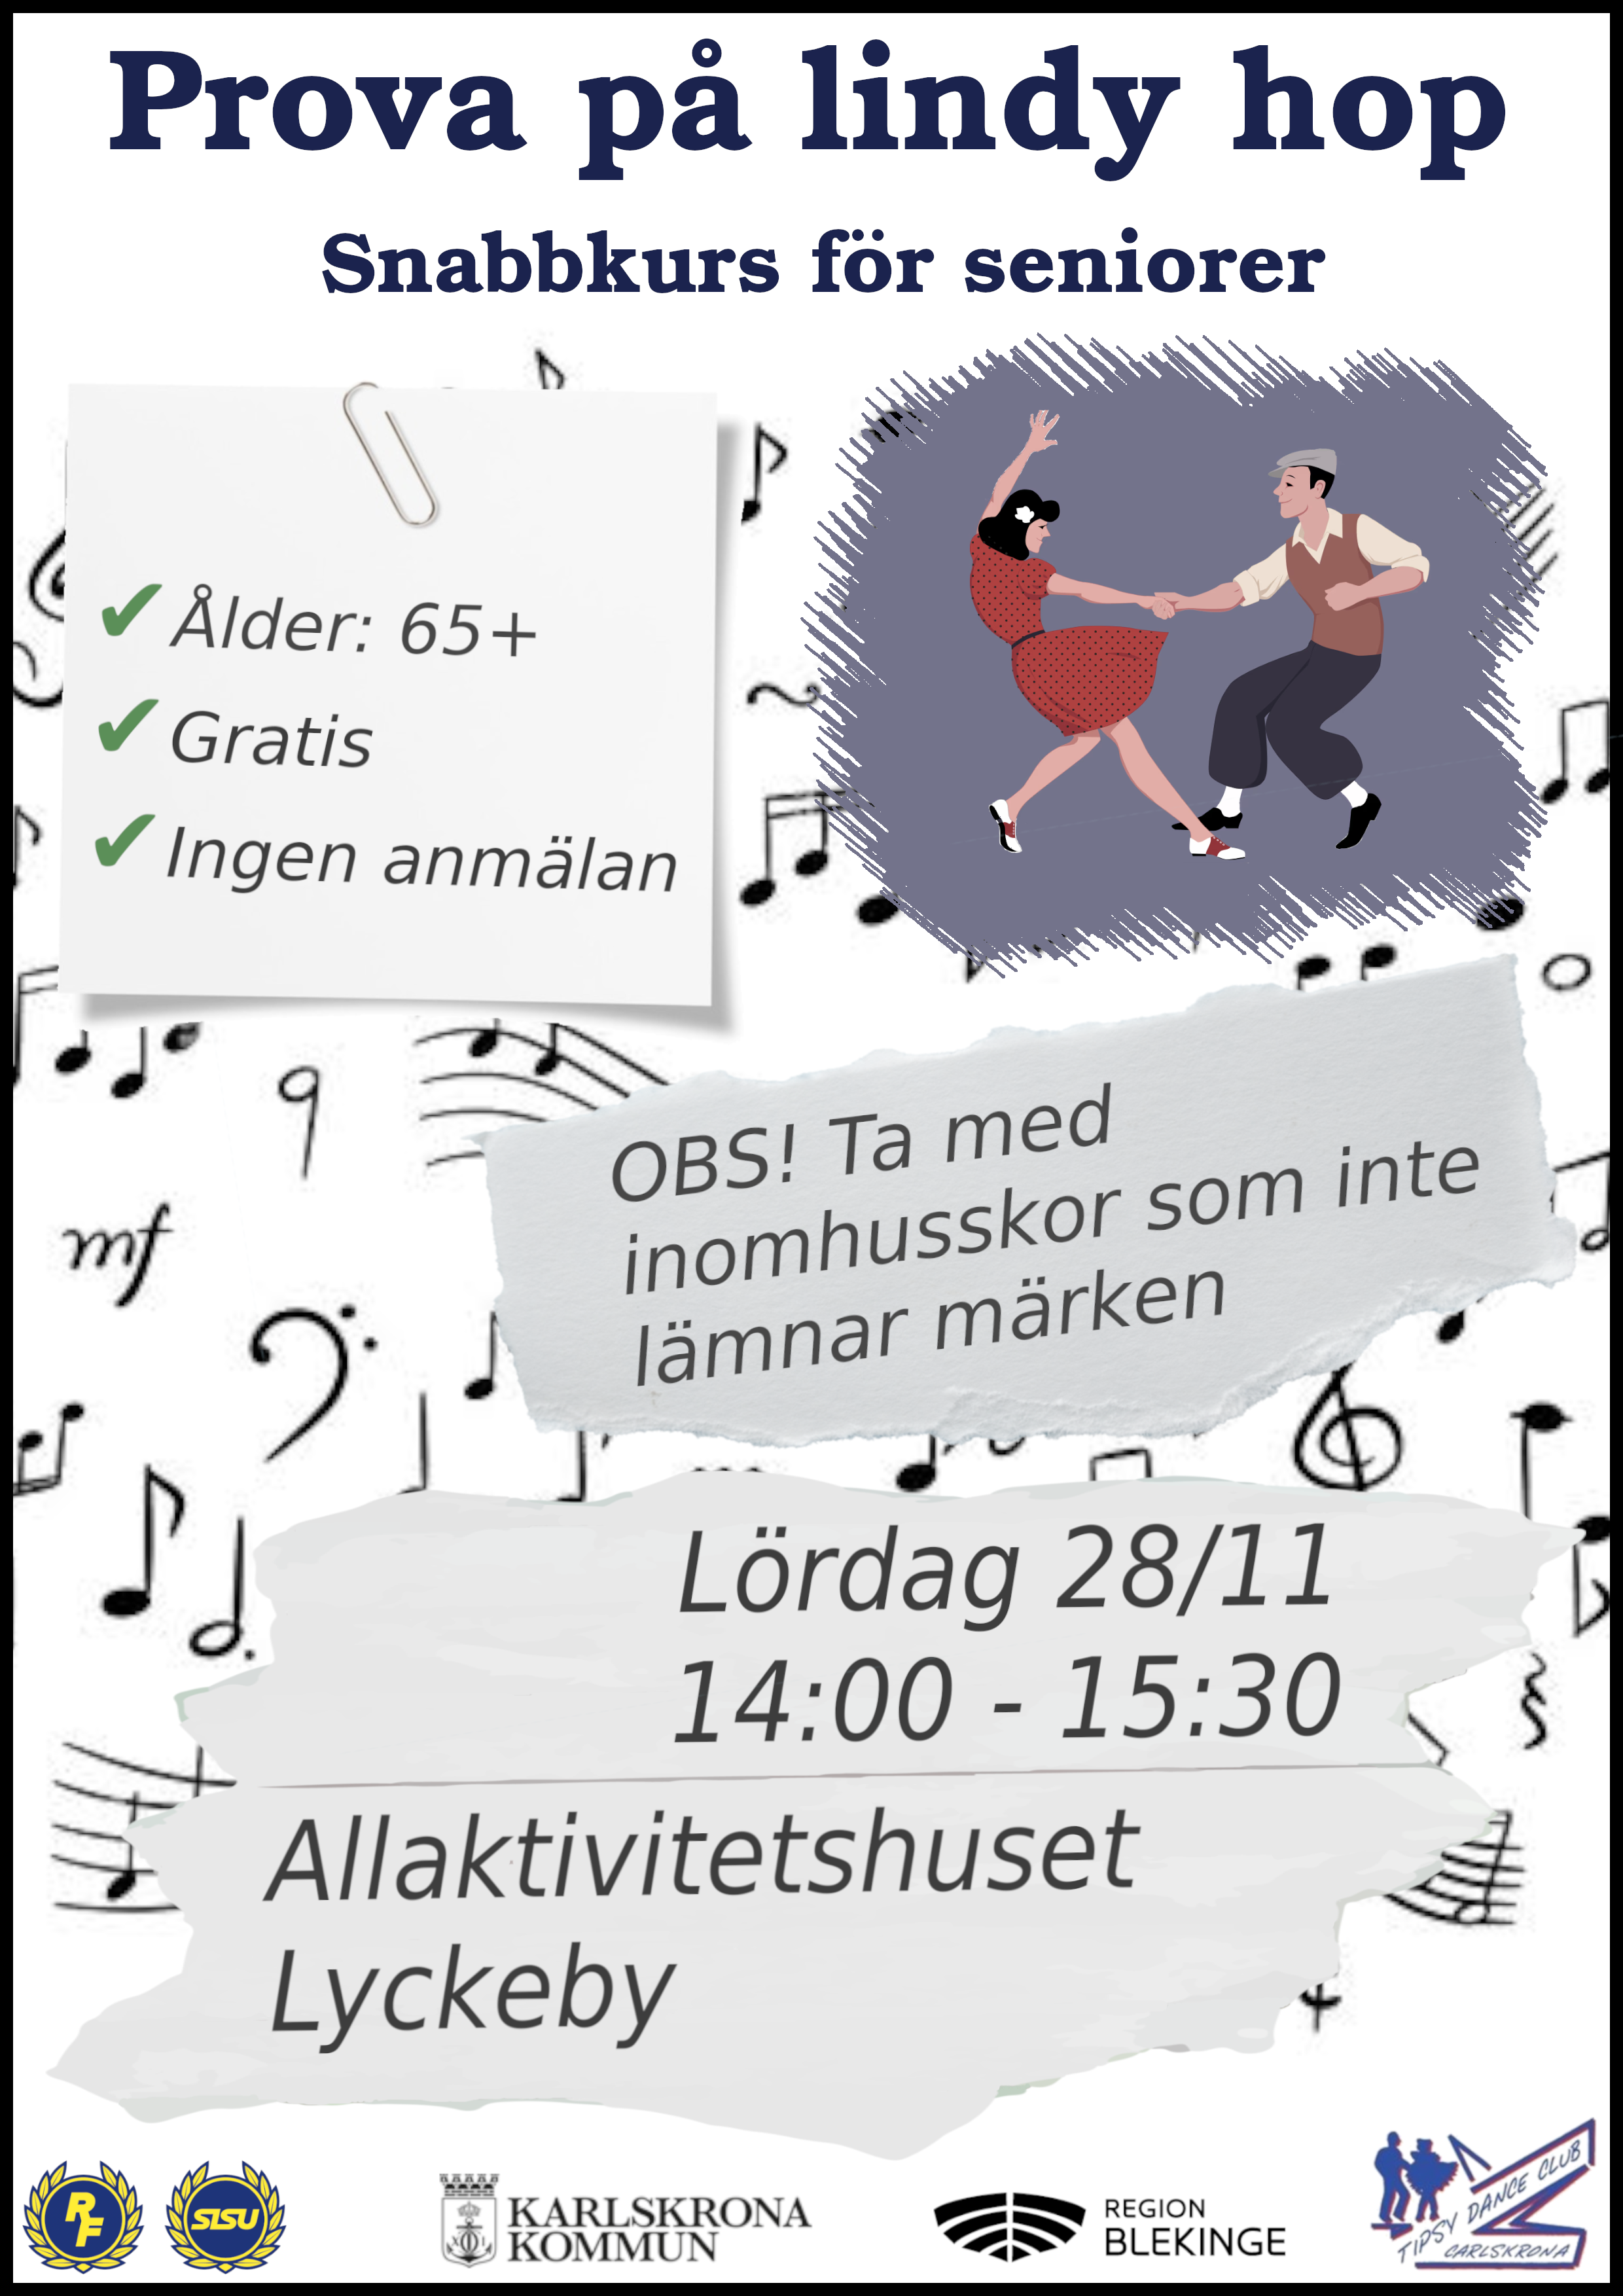 Prova på lindy hop
Snabbkurs för seniorer
✔ Ålder: 65+
✔ Gratis
✔ Ingen anmälan
OBS! Ta med
inomhusskor som inte
lämnar märken
Lördag 28/11
14:00 - 15:30
Allaktivitetshuset
Lyckeby
RF
SISU
KARLSKRONA
KOMMUN
REGION
BLEKINGE
TIPSY DANCE CLUB
CARLSKRONA
mf